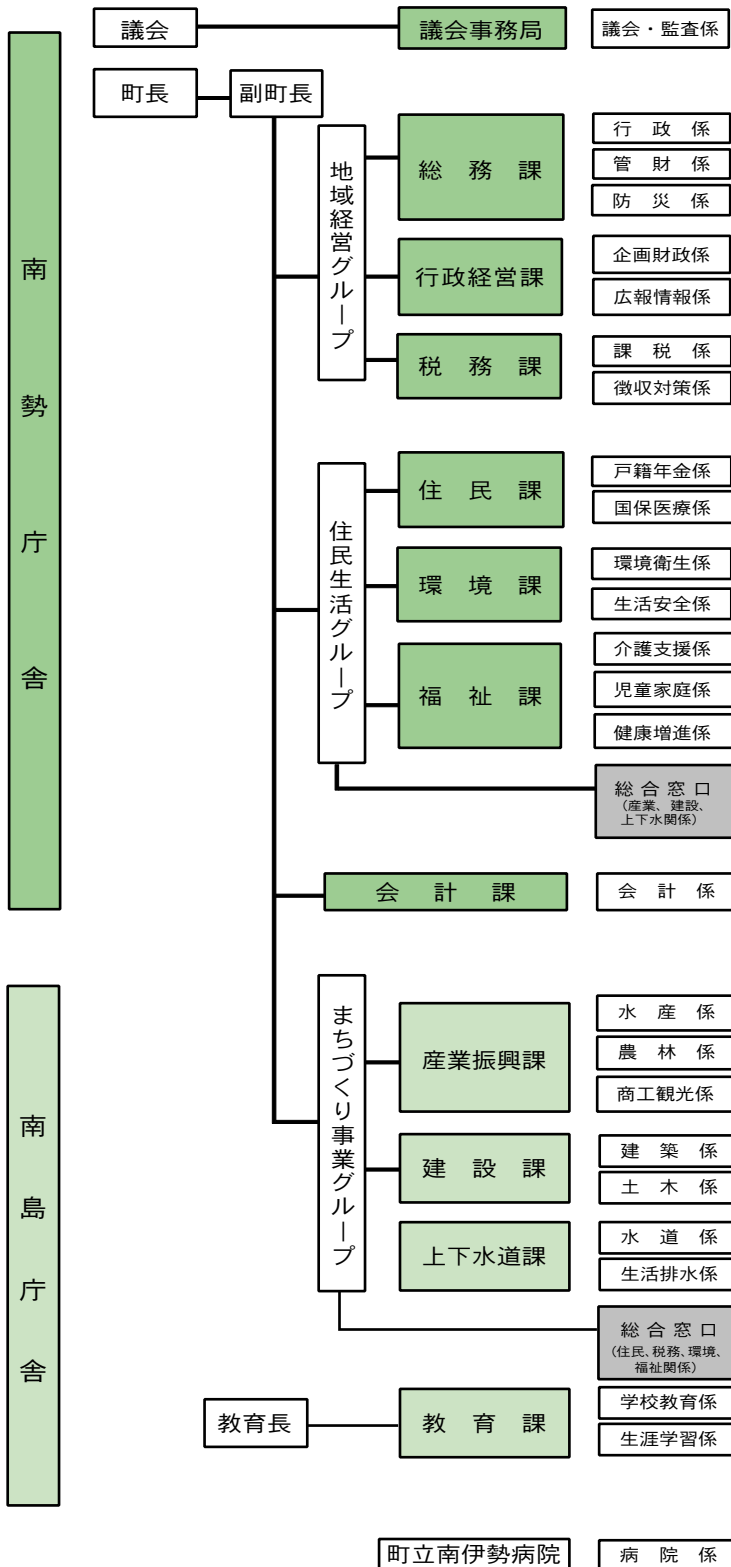 議会
議会事務局
議会・監査係
南勢庁舎
町長
副町長
地域経営グループ
総務課
行政係
管財係
防災係
行政経営課
企画財政係
広報情報係
税務課
課税係
徴収対策係
住民生活グループ
住民課
戸籍年金係
国保医療係
環境課
環境衛生係
生活安全係
福祉課
介護支援係
児童家庭係
健康増進係
総合窓口
(産業、建設、
上下水関係)
会計課
会計係
南島庁舎
まちづくり事業グループ
産業振興課
水産係
農林係
商工観光係
建設課
建築係
土木係
上下水道課
水道係
生活排水係
総合窓口
(住民、税務、環境、
福祉関係)
教育長
教育課
学校教育係
生涯学習係
町立南伊勢病院
病院係